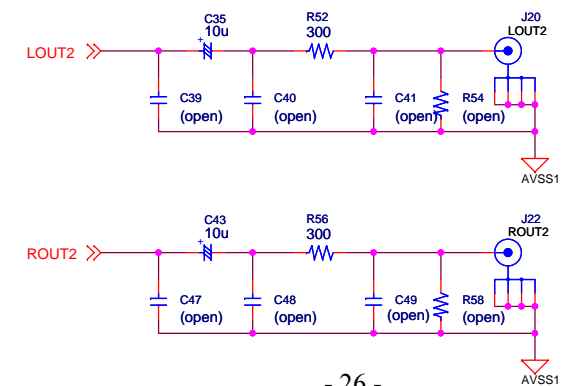 C35
10u
R52
300
J20
LOUT2
LOUT2
+
C39
(open)
C40
(open)
C41
(open)
R54
(open)
AVSS1
C43
10u
R56
300
J22
ROUT2
ROUT2
+
C47
(open)
C48
(open)
C49
(open)
R58
(open)
AVSS1
- 26 -